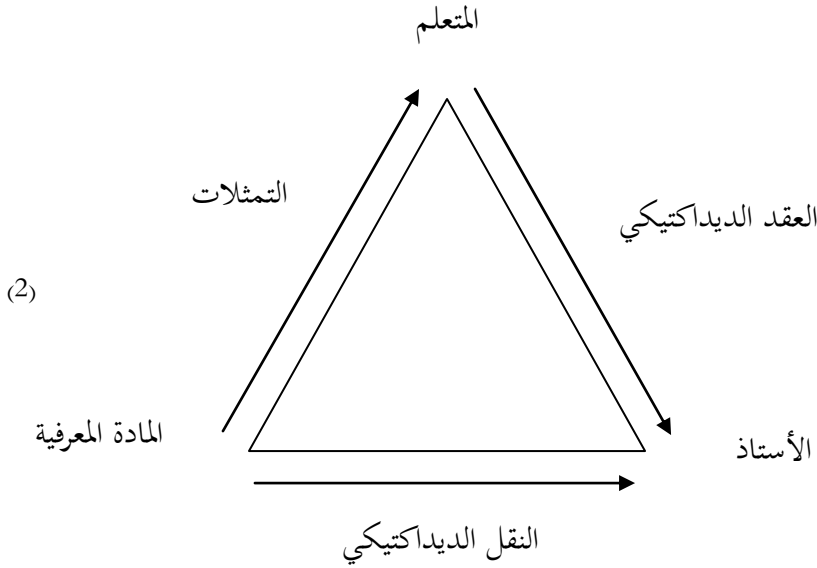 المتعلم
التمثلات
العقد الديداكتيكي
(2)
المادة المعرفية
الأستاذ
النقل الديداكتيكي